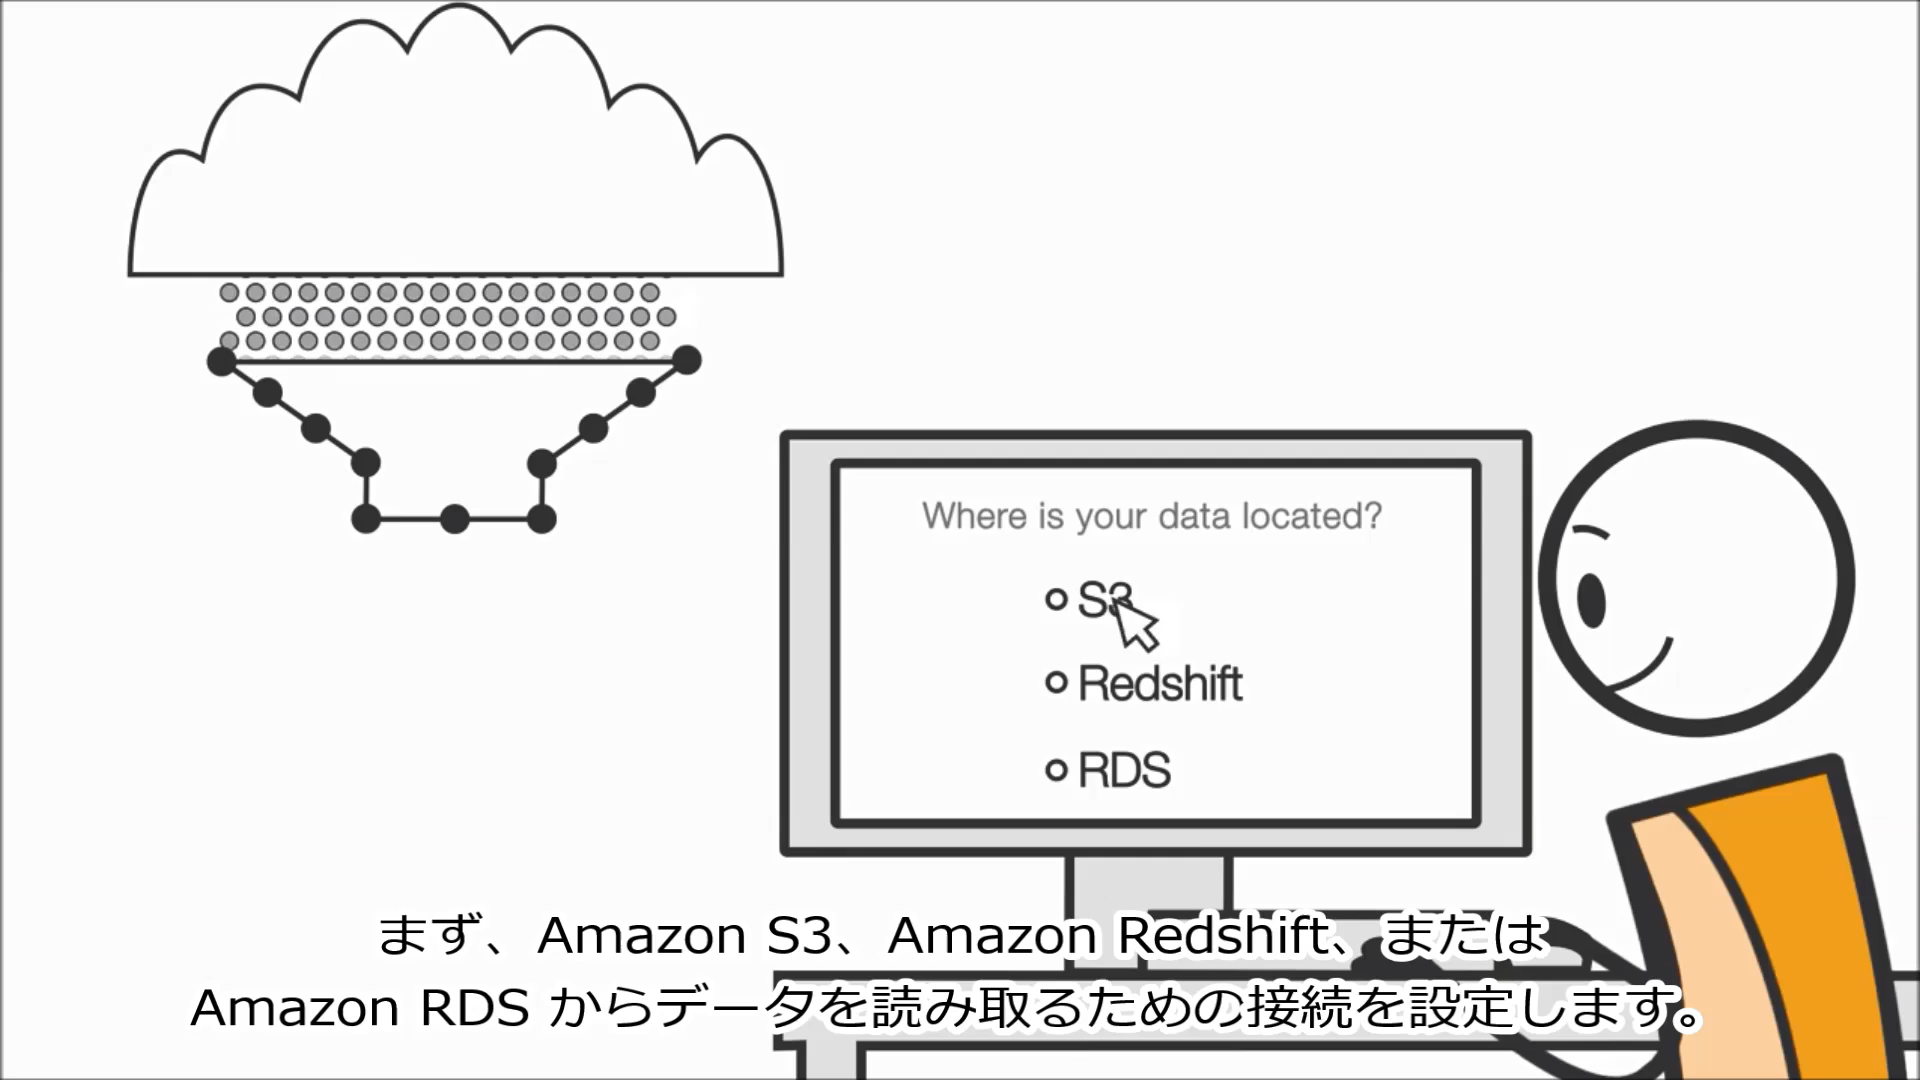 Where is your data located?
S3
Redshift
RDS
まず、Amazon S3、Amazon Redshift、または
Amazon RDS からデータを読み取るための接続を設定します。